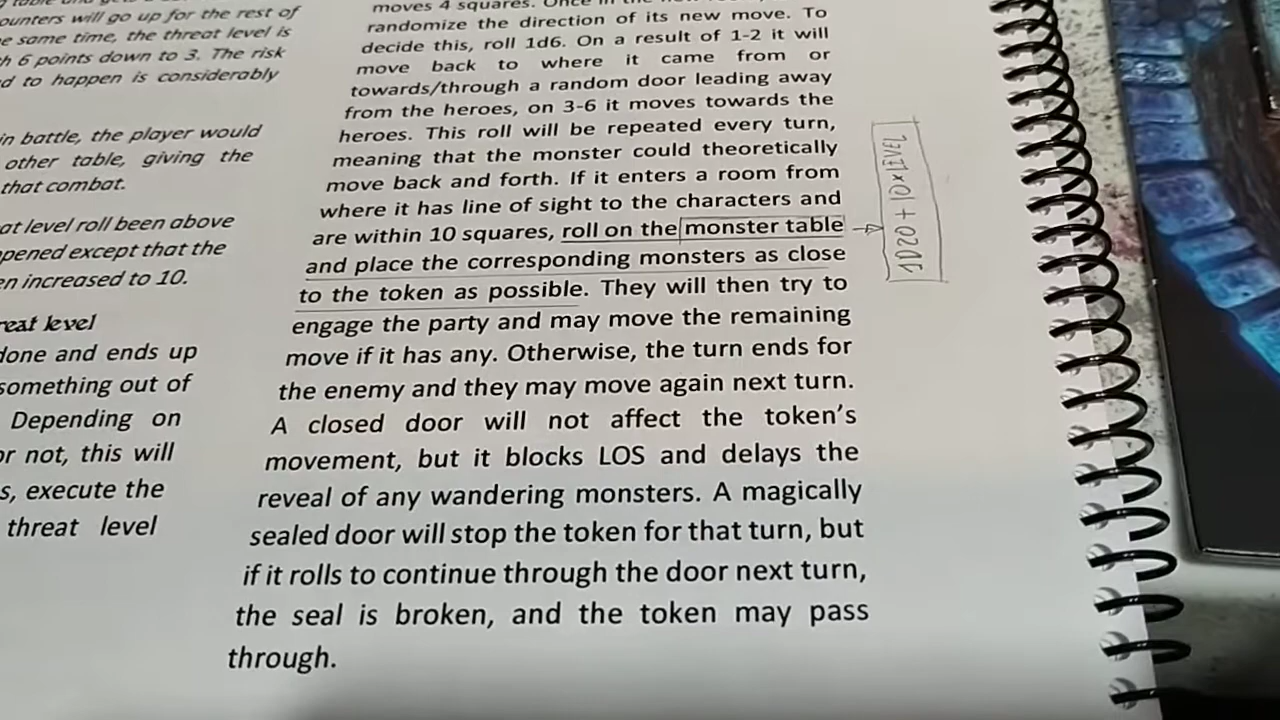 ounters will go up for the rest of
e same time, the threat level is
h 6 points down to 3. The risk
d to happen is considerably
in battle, the player would
other table, giving the
that combat.
at level roll been above
pened except that the
en increased to 10.
reat level
done and ends up
something out of
Depending on
or not, this will
s, execute the
threat level
moves 4 squares. Once in the
randomize the direction of its new move. To
decide this, roll 1d6. On a result of 1-2 it will
move back to where it came from or
towards/through a random door leading away
from the heroes, on 3-6 it moves towards the
heroes. This roll will be repeated every turn,
meaning that the monster could theoretically
move back and forth. If it enters a room from
where it has line of sight to the characters and
are within 10 squares, roll on the monster table
and place the corresponding monsters as close
to the token as possible. They will then try to
engage the party and may move the remaining
move if it has any. Otherwise, the turn ends for
the enemy and they may move again next turn.
A closed door will not affect the token's
movement, but it blocks LOS and delays the
reveal of any wandering monsters. A magically
sealed door will stop the token for that turn, but
if it rolls to continue through the door next turn,
the seal is broken, and the token may pass
through.
1D20 + 10xLEVEL